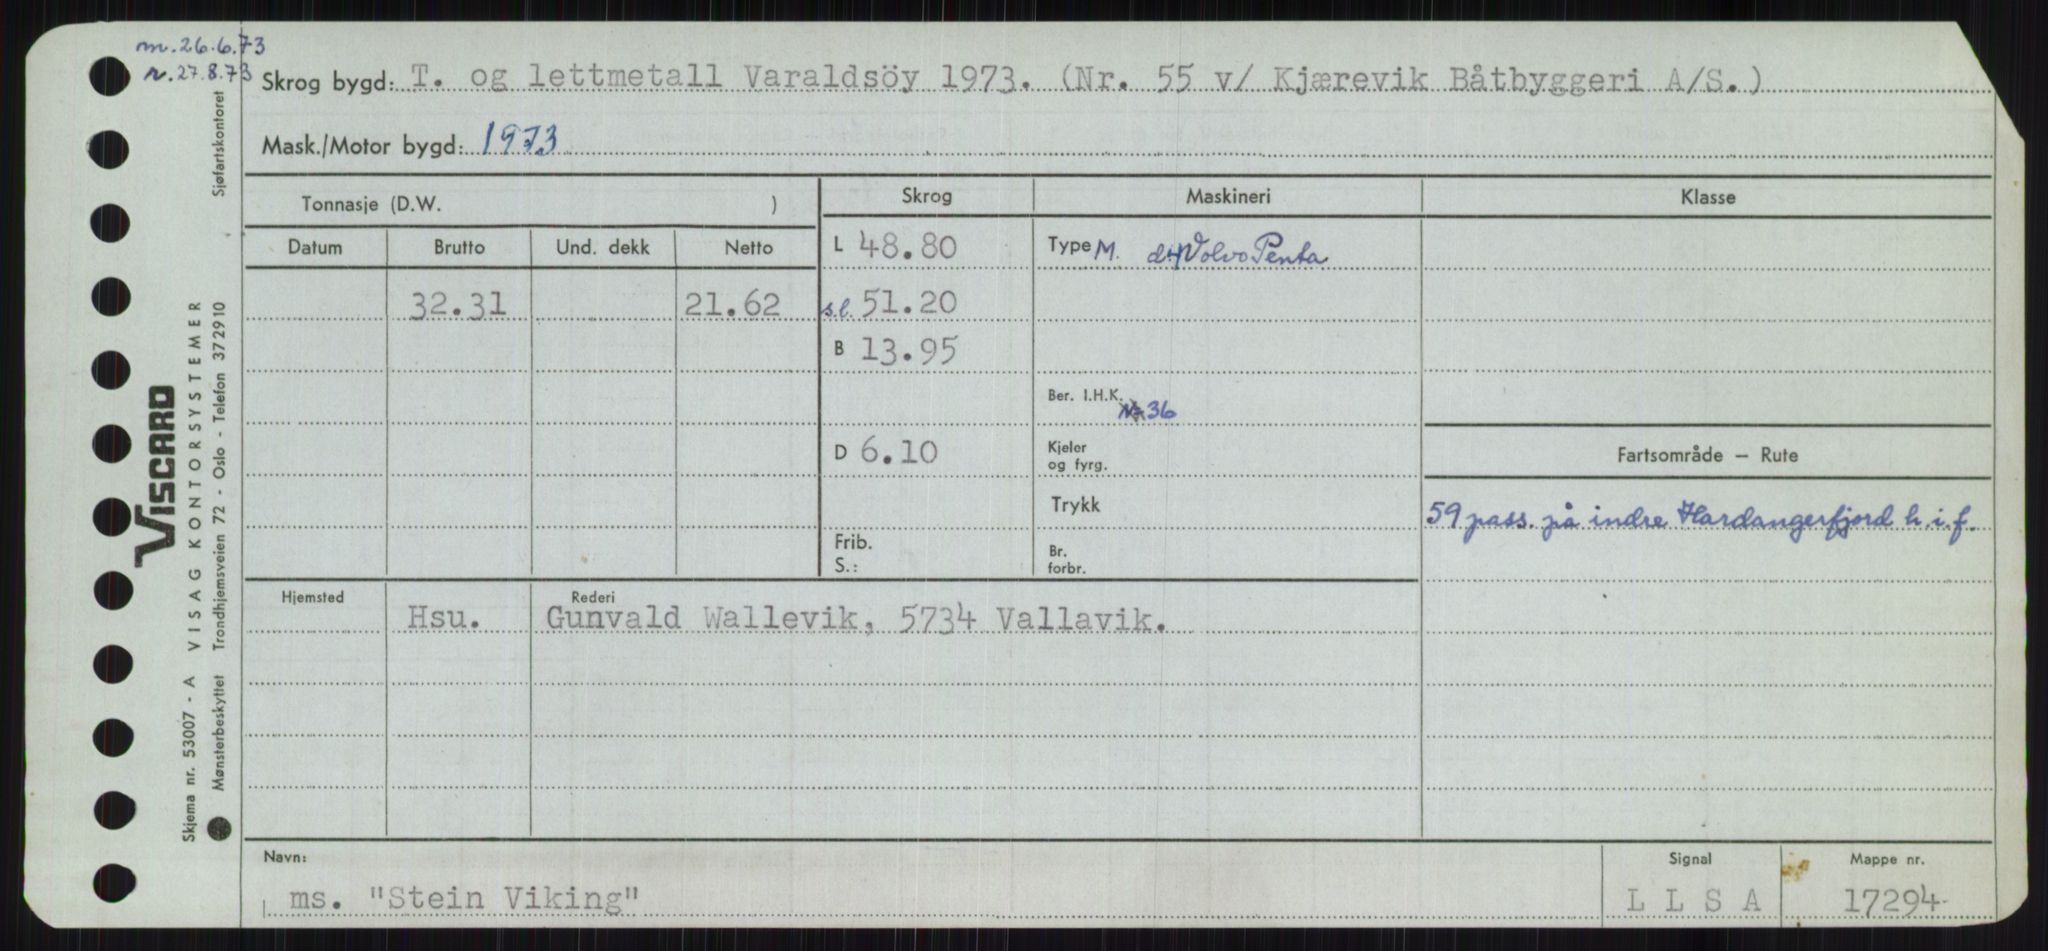 m. 26.6.73
r. 27.8.73
Skrog bygd: T. og lettmetall Varaldsöy 1973. (Nr. 55 v/ Kjærevik Båtbyggeri A/S.)
Mask./Motor bygd: 1973
Tonnasje (D.W. )
Skrog
Maskineri
Klasse
Datum
Brutto
Und. dekk
Netto
L 48.80
Type M. d4 Volvo Penta
32.31
21.62
s.l. 51.20
B 13.95
Ber. I.H.K. 36
D 6.10
Kjeler
og fyrg.
Fartsområde – Rute
Trykk
59 pass. på indre Hardangerfjord h.i.f.
Frib.
S.:
Br.
forbr.
Hjemsted
Rederi
Hsu. Gunvald Wallevik, 5734 Vallavik.
Navn:
ms. "Stein Viking"
Signal
L L S A
Mappe nr.
17294
Skjema nr. 53007 - A VISAG KONTORSYSTEMER
Mønsterbeskyttet Trondhjemsveien 72 - Oslo - Telefon 372910 Sjøfartskontoret
VISCARD